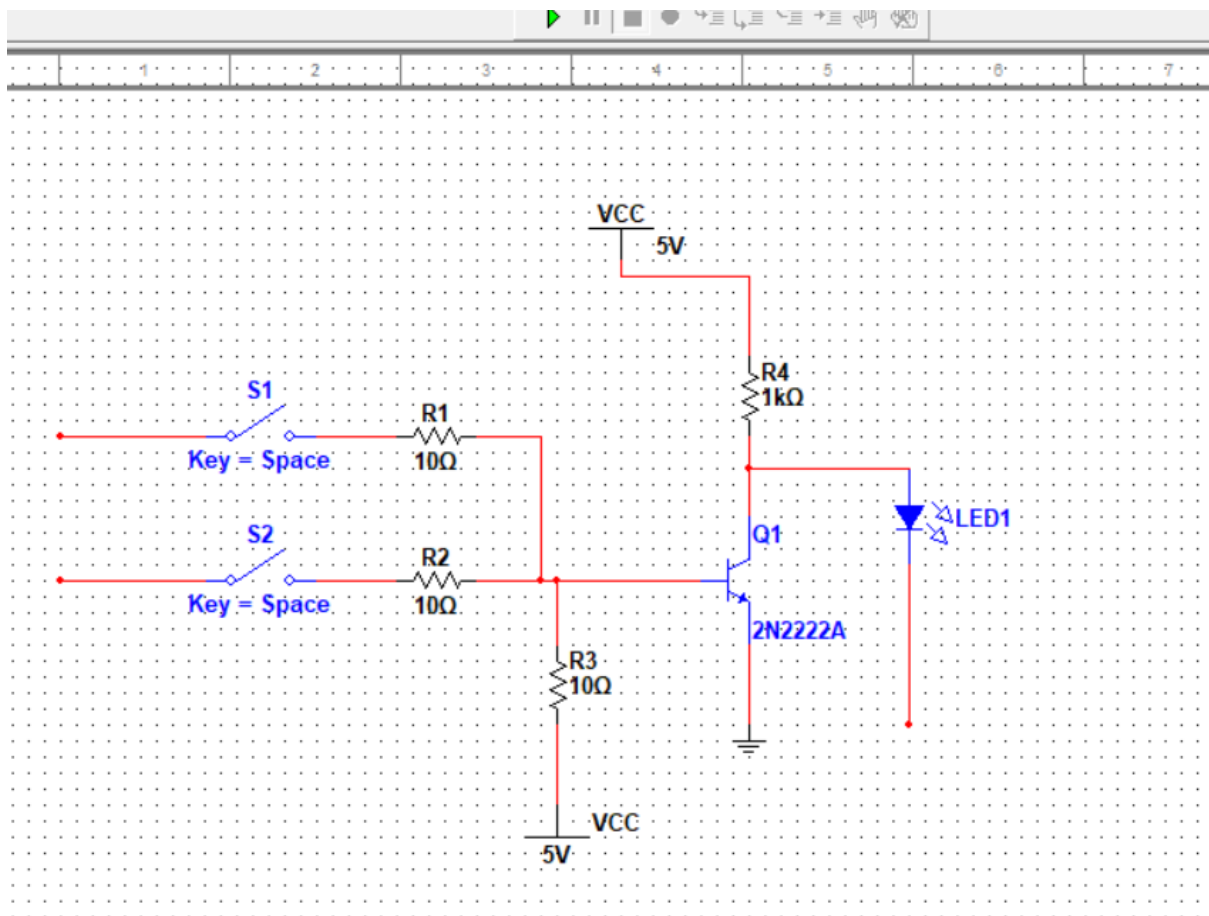 1 2 3 4 5 6 7
VCC
5V
R4
1kΩ
S1
R1
Key = Space
10Ω
S2
R2
Key = Space
10Ω
Q1
LED1
2N2222A
R3
10Ω
VCC
5V